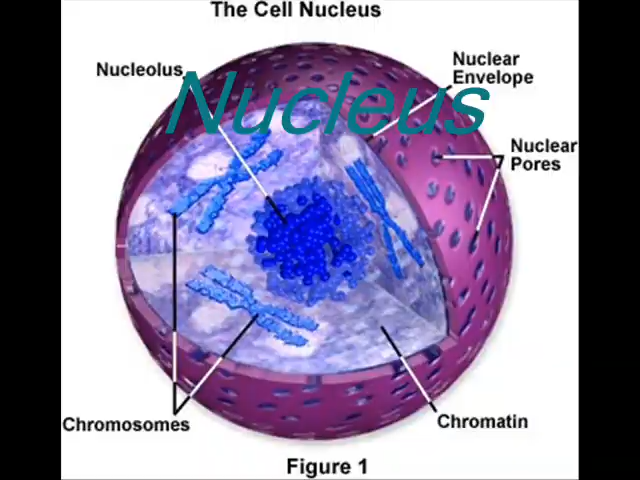 The Cell Nucleus
Nucleolus
Nucleus
Nuclear
Envelope
Nuclear
Pores
Chromosomes
Chromatin
Figure 1